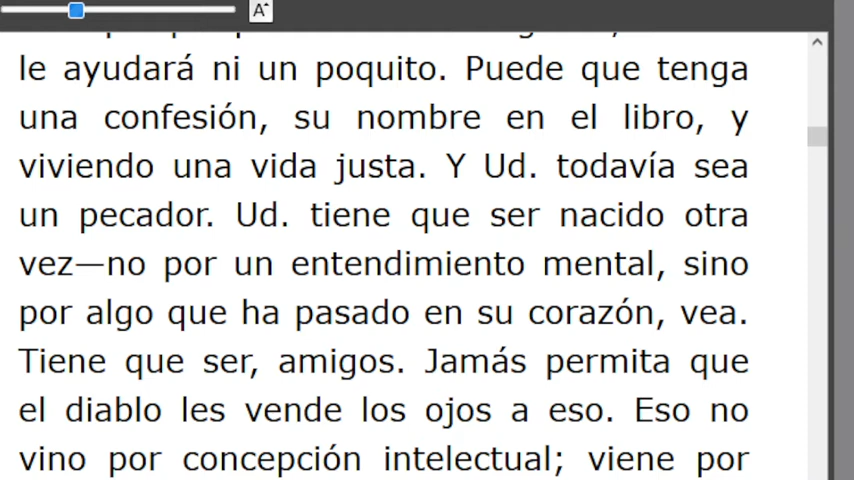 A
le ayudará ni un poquito. Puede que tenga
una confesión, su nombre en el libro, y
viviendo una vida justa. Y Ud. todavía sea
un pecador. Ud. tiene que ser nacido otra
vez—no por un entendimiento mental, sino
por algo que ha pasado en su corazón, vea.
Tiene que ser, amigos. Jamás permita que
el diablo les vende los ojos a eso. Eso no
vino por concepción intelectual; viene por